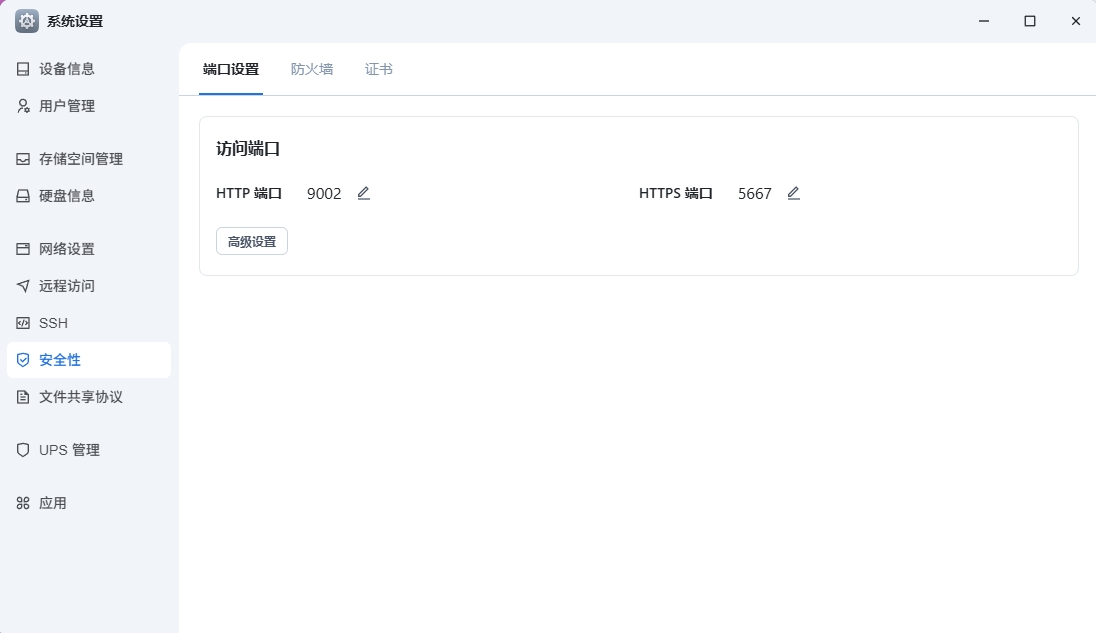 系统设置
设备信息
用户管理
存储空间管理
硬盘信息
网络设置
远程访问
SSH
安全性
文件共享协议
UPS 管理
应用
端口设置 防火墙 证书
访问端口
HTTP 端口 9002 HTTPS 端口 5667
高级设置